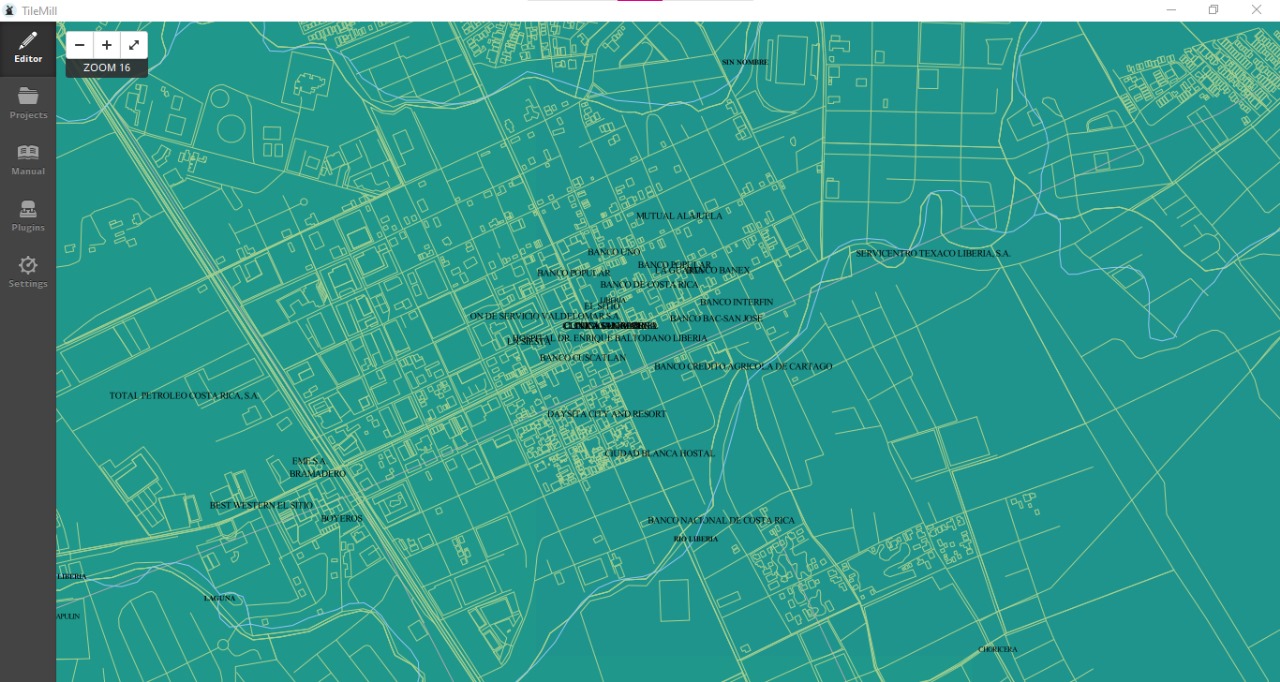 TileMill
Editor
ZOOM 16
Projects
Manual
Plugins
Settings
SIN NOMBRE
MUTUAL ALAJUELA
BANCO UNO
SERVICENTRO TEXACO LIBERIA, S.A.
BANCO POPULAR
BANCO BANEX
BANCO POPULAR
BANCO DE COSTA RICA
LIBERIA
BANCO INTERFIN
EL SITIO
ON DE SERVICIO VALDELOMAR S.A.
BANCO BAC-SAN JOSE
HOSPITAL DR. ENRIQUE BALTODANO LIBERIA
LA SIESTA
BANCO CUSCATLAN
BANCO CREDITO AGRICOLA DE CARTAGO
TOTAL PETROLEO COSTA RICA, S.A.
DAYSITA CITY AND RESORT
CIUDAD BLANCA HOSTAL
EME S.A.
BRAMADERO
BEST WESTERN EL SITIO
BOYEROS
BANCO NACIONAL DE COSTA RICA
RIO LIBERIA
LIBERIA
LAGUNA
APULIN
CHORICERA